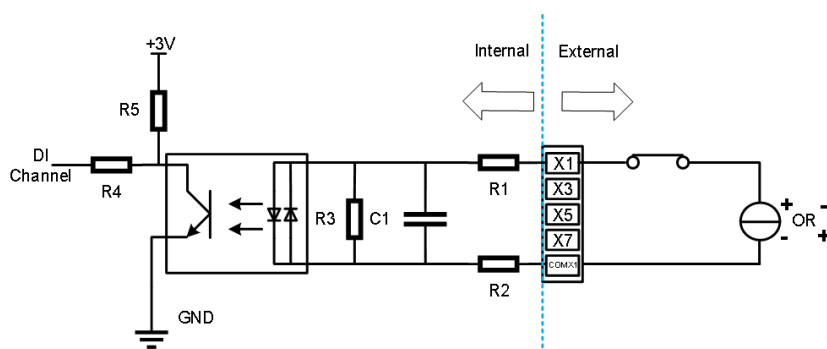 Internal External
+3V
R5
DI
Channel
R4
R1
X1
X3
X5
X7
COMX1
R3 C1
R2
+ -
OR
- +
GND